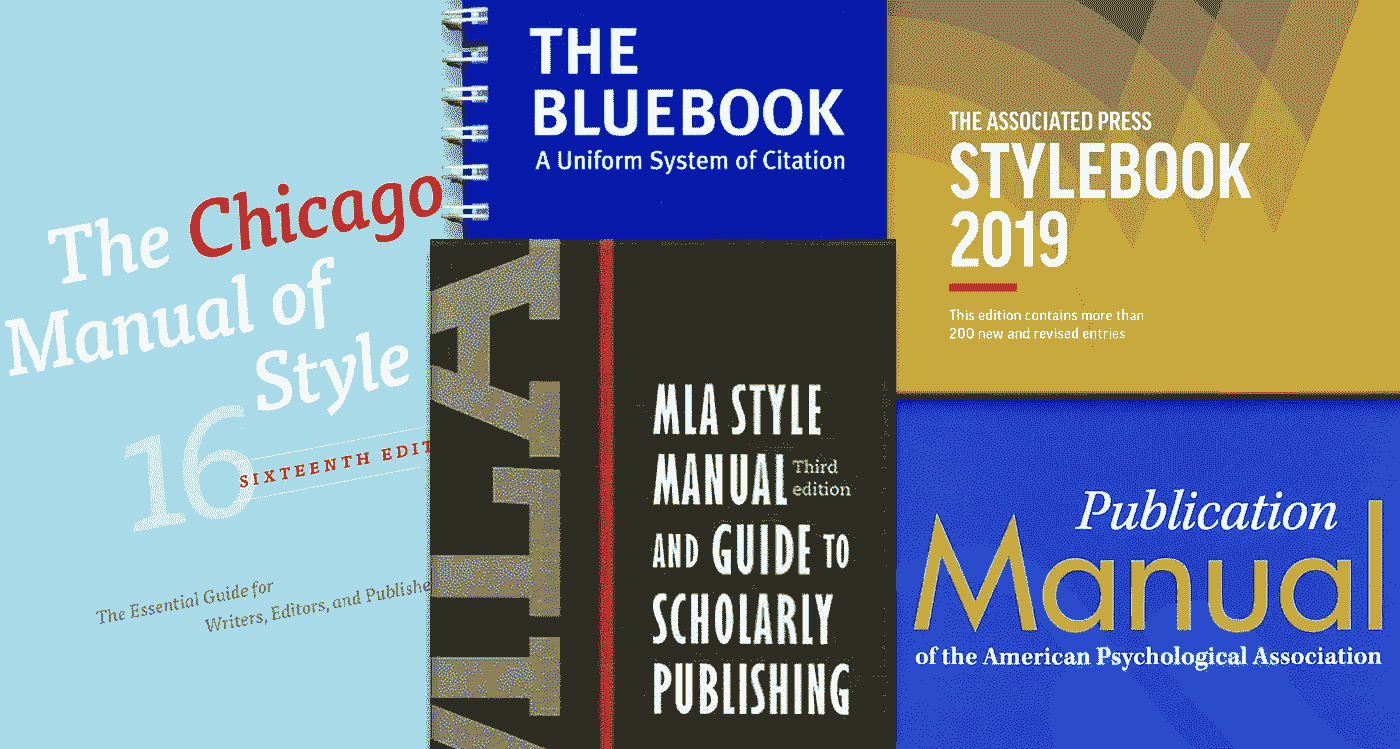 The Chicago
Manual of
Style
16
SIXTEENTH EDIT
The Essential Guide for
Writers, Editors, and Publishe
THE
BLUEBOOK
A Uniform System of Citation
MLA
MLA STYLE
MANUAL Third
edition
AND GUIDE TO
SCHOLARLY
PUBLISHING
THE ASSOCIATED PRESS
STYLEBOOK
2019
This edition contains more than
200 new and revised entries
Publication
Manual
of the American Psychological Association